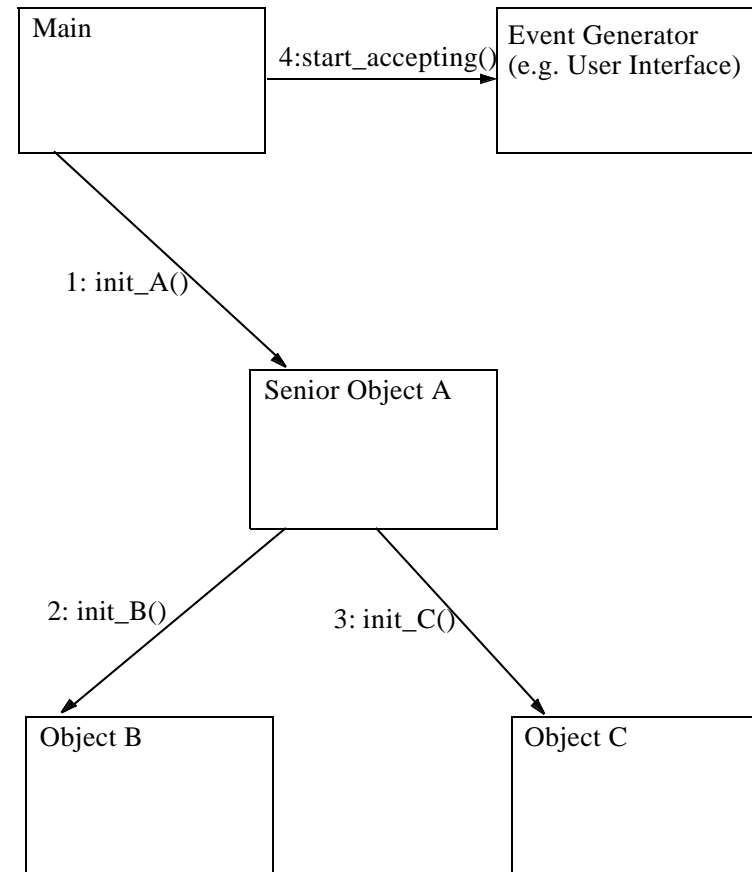 Main
4:start_accepting()
Event Generator
(e.g. User Interface)
1: init_A()
Senior Object A
2: init_B()
3: init_C()
Object B
Object C